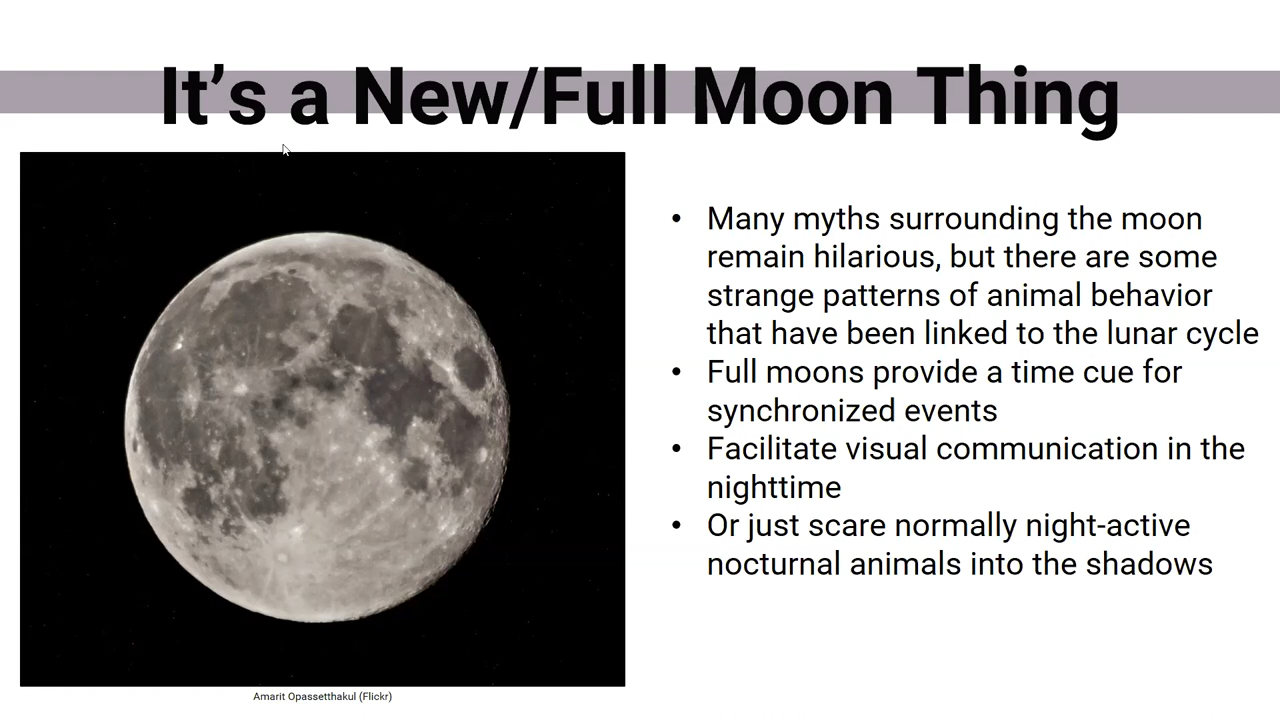 It’s a New/Full Moon Thing
• Many myths surrounding the moon
remain hilarious, but there are some
strange patterns of animal behavior
that have been linked to the lunar cycle
• Full moons provide a time cue for
synchronized events
• Facilitate visual communication in the
nighttime
• Or just scare normally night-active
nocturnal animals into the shadows
Amarit Opassetthakul (Flickr)